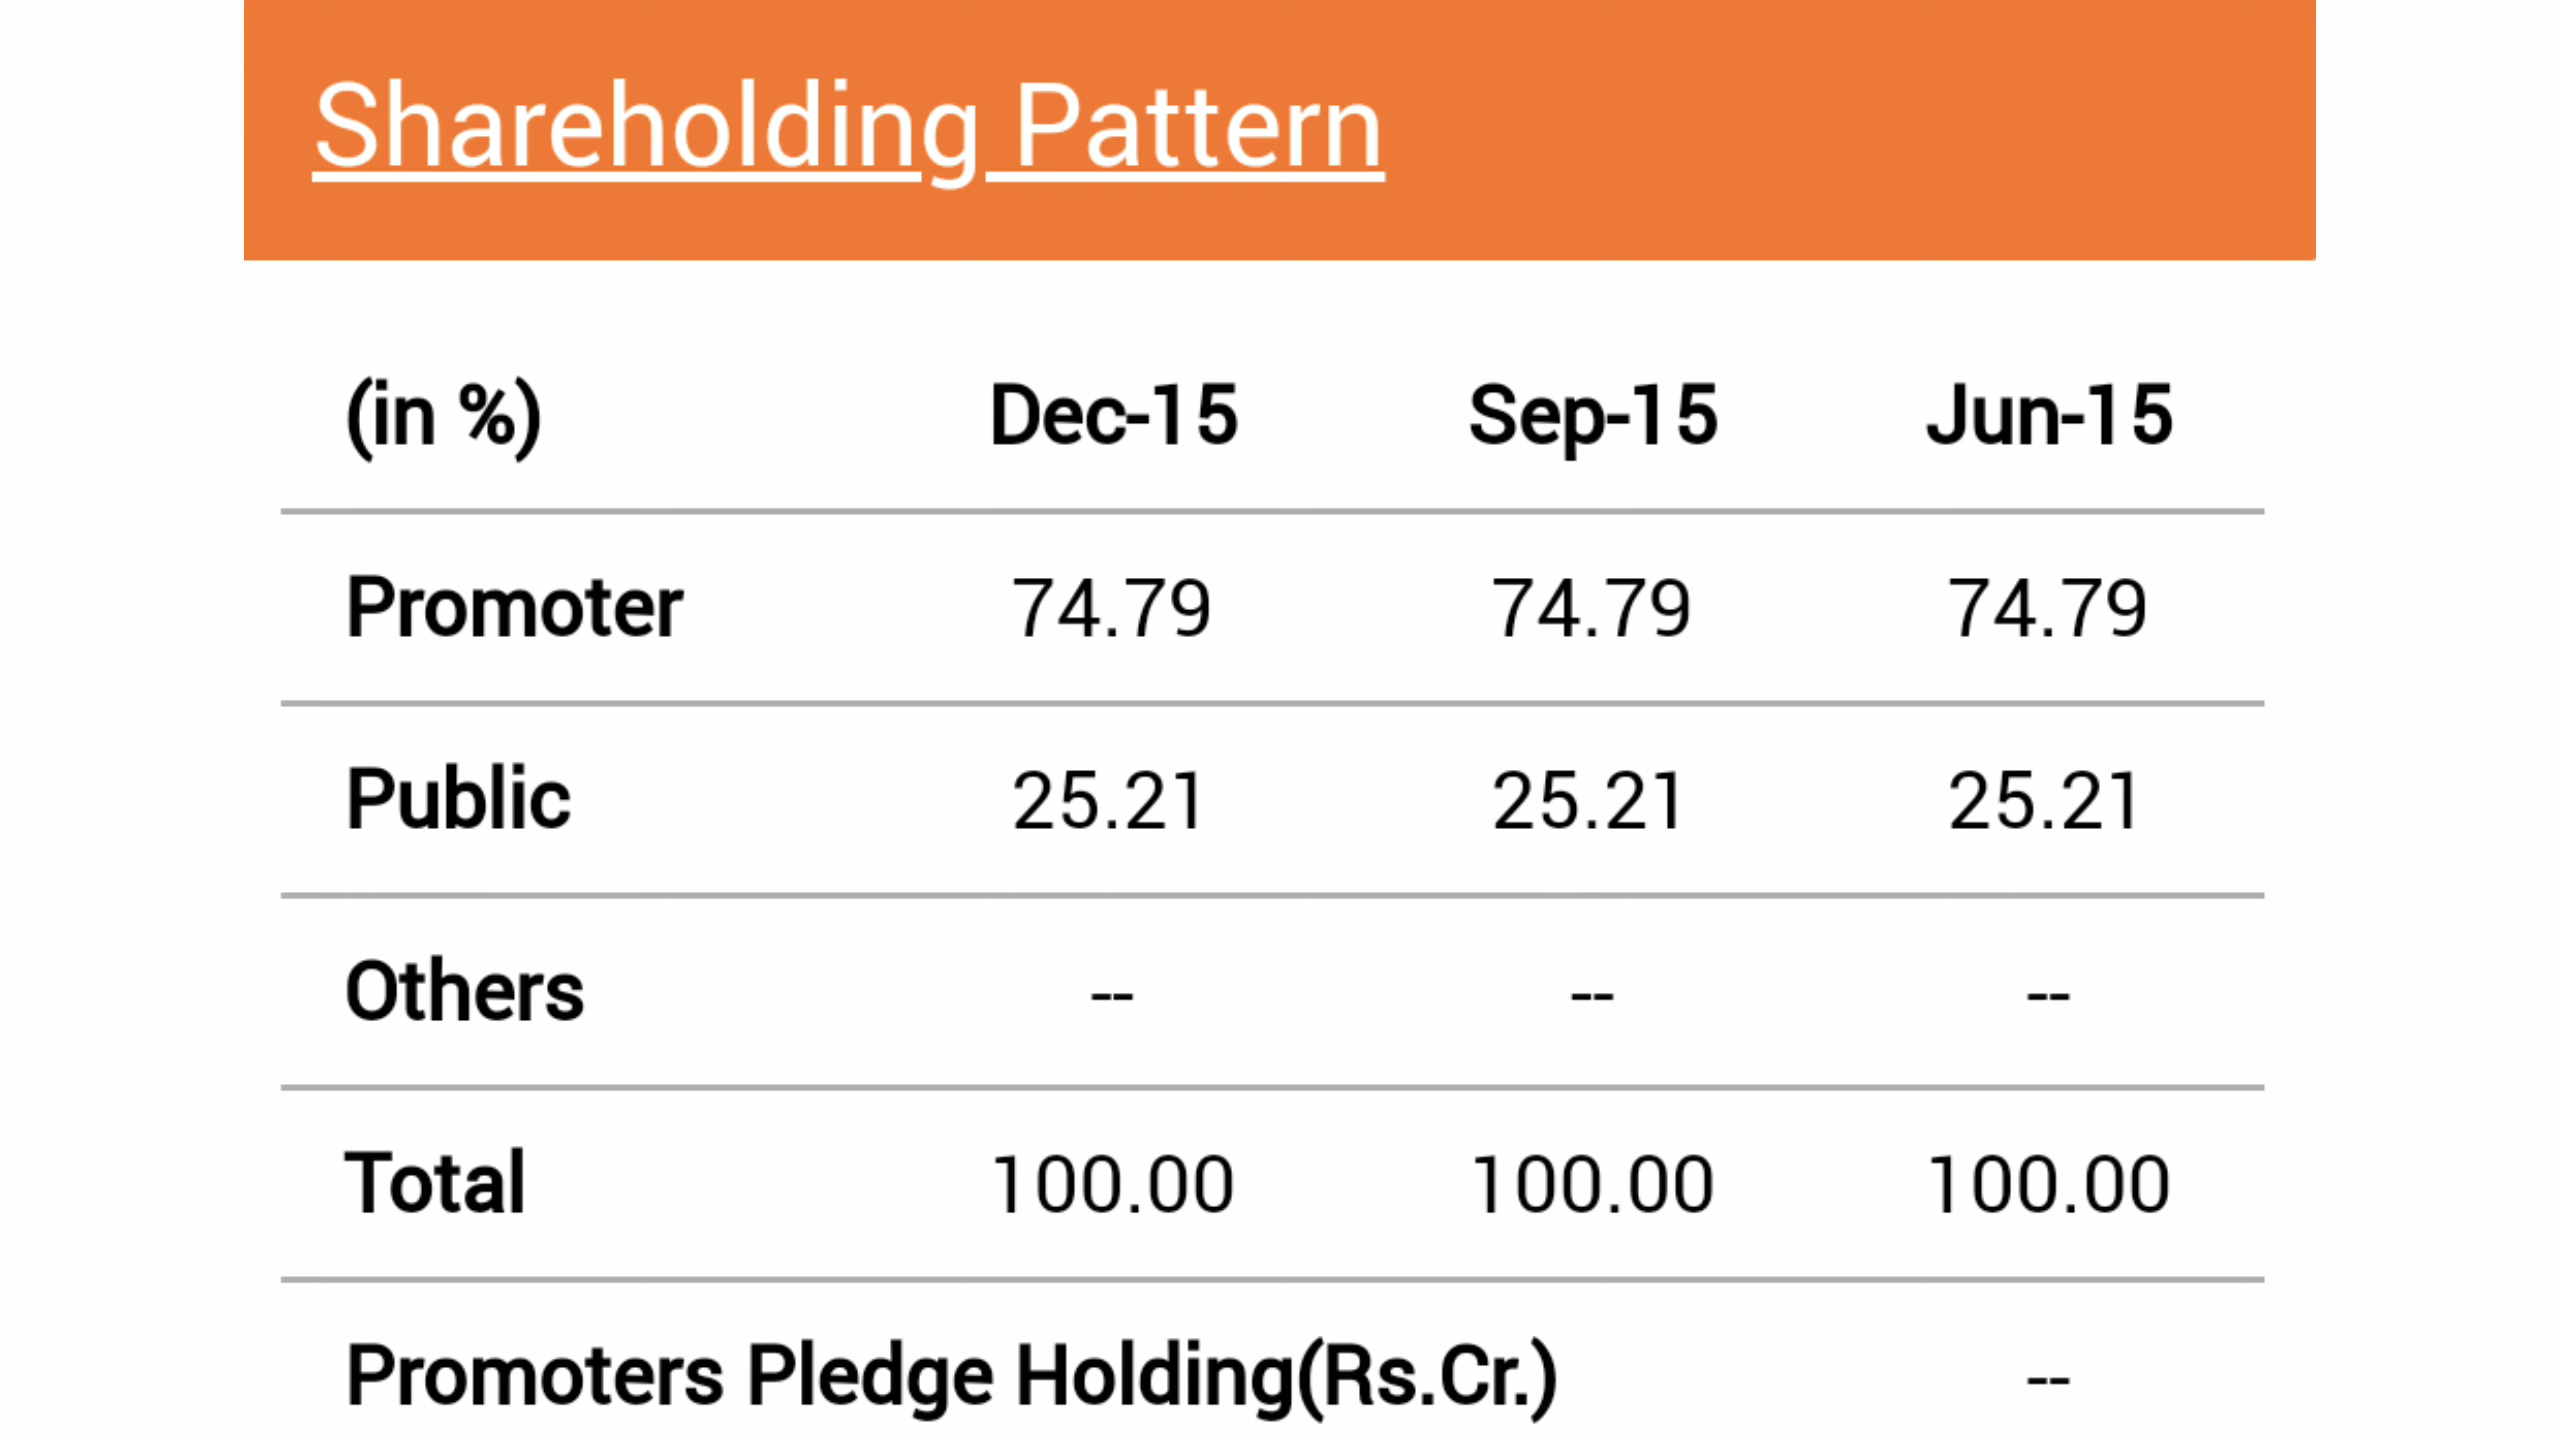 Shareholding Pattern
(in %) Dec-15 Sep-15 Jun-15
Promoter 74.79 74.79 74.79
Public 25.21 25.21 25.21
Others -- -- --
Total 100.00 100.00 100.00
Promoters Pledge Holding(Rs.Cr.) --